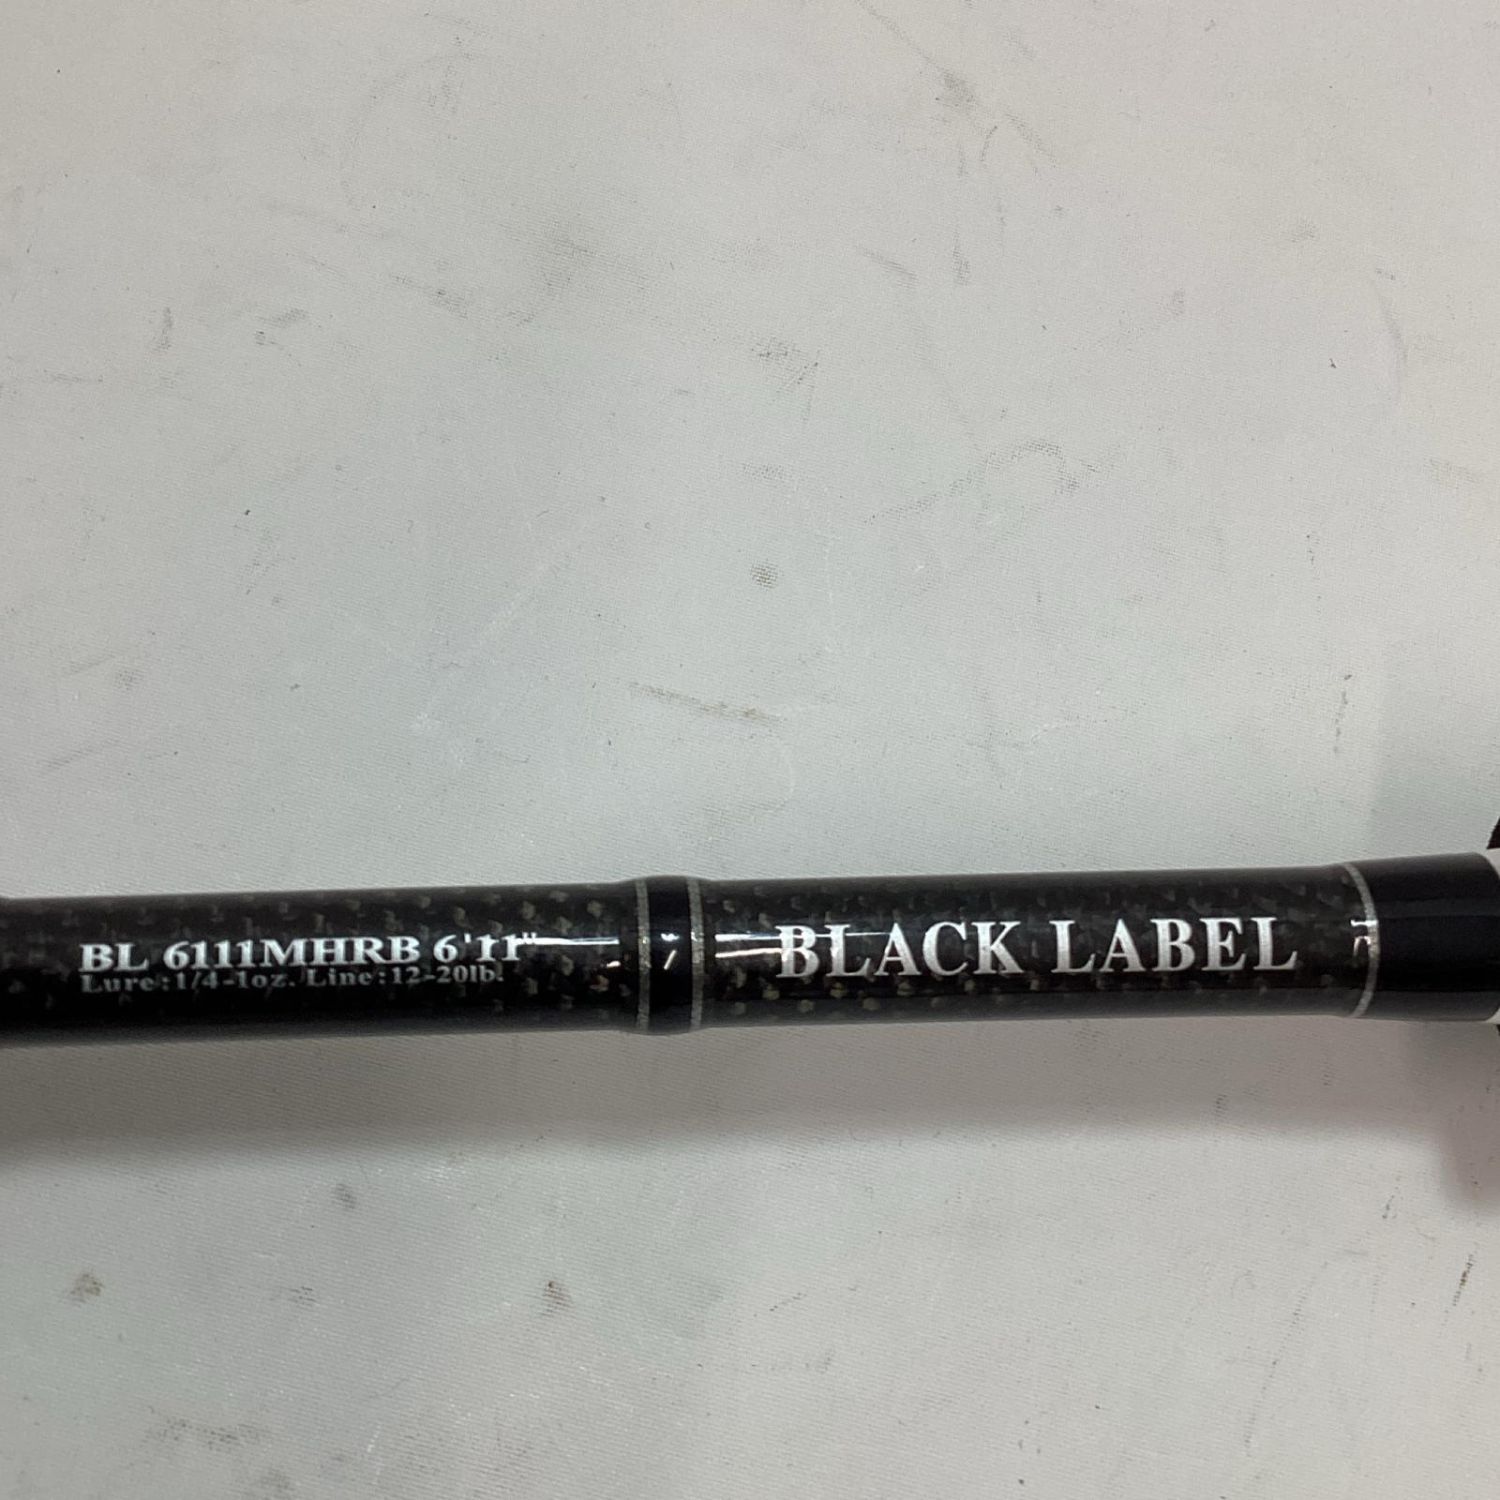 BL 6111MHRB 6'11"
Lure:1/4-1oz. Line:12-20lb.
BLACK LABEL